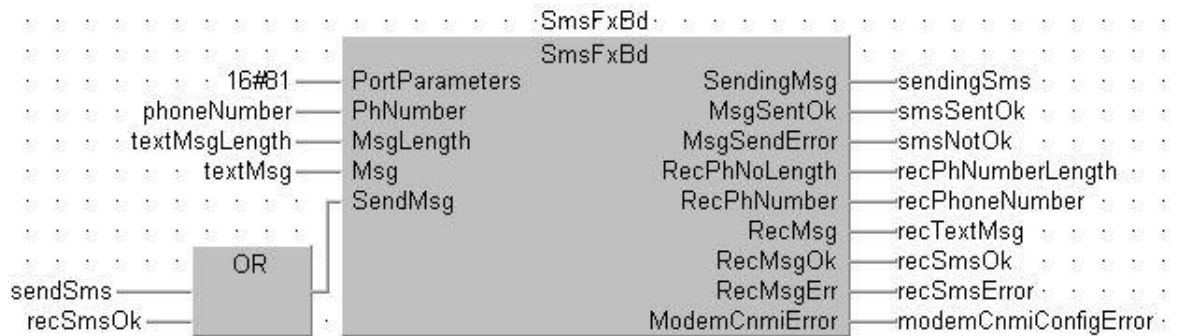 SmsFxBd
SmsFxBd
16#81 PortParameters SendingMsg sendingSms
phoneNumber PhNumber MsgSentOk smsSentOk
textMsgLength MsgLength MsgSendError smsNotOk
textMsg Msg RecPhNoLength recPhNumberLength
SendMsg RecPhNumber recPhoneNumber
RecMsg recTextMsg
OR RecMsgOk recSmsOk
sendSms RecMsgErr recSmsError
recSmsOk ModemCnmiError modemCnmiConfigError